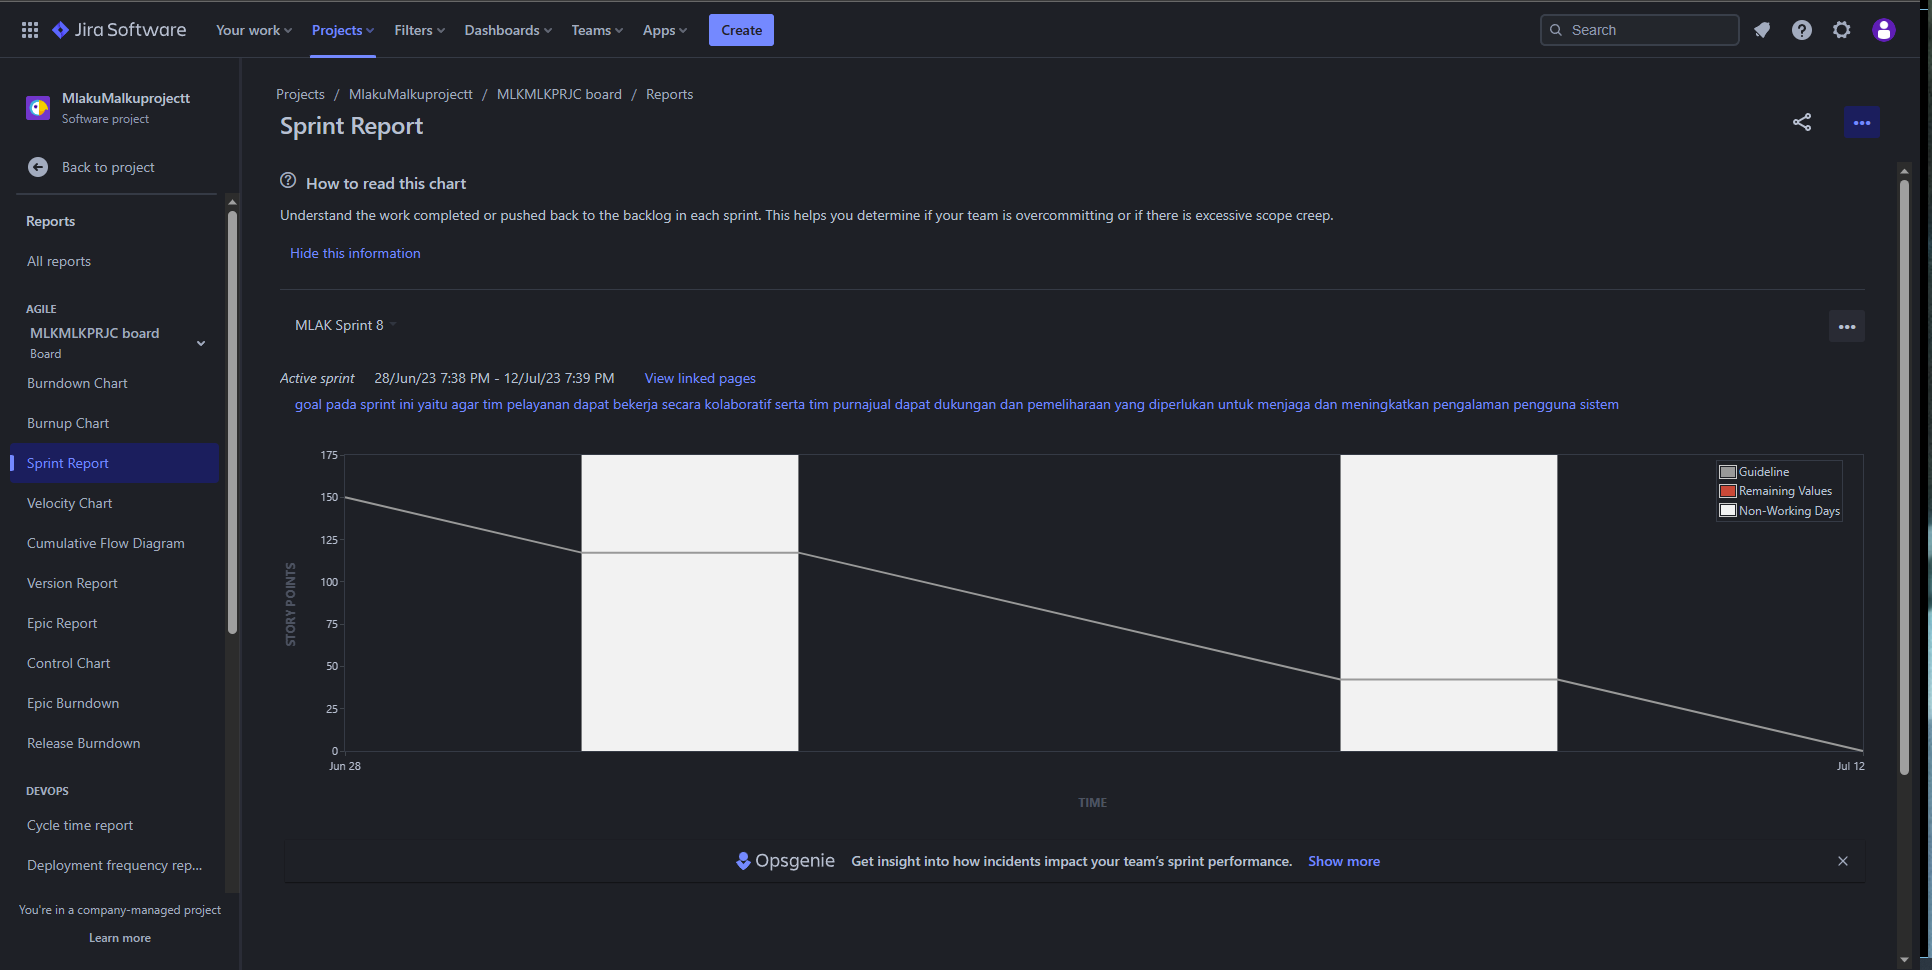 Jira Software
Your work
Projects
Filters
Dashboards
Teams
Apps
Create
Search
MlakuMalkuprojectt
Software project
Back to project
Reports
All reports
AGILE
MLKMLKPRJC board
Board
Burndown Chart
Burnup Chart
Sprint Report
Velocity Chart
Cumulative Flow Diagram
Version Report
Epic Report
Control Chart
Epic Burndown
Release Burndown
DEVOPS
Cycle time report
Deployment frequency rep...
You're in a company-managed project
Learn more
Projects / MlakuMalkuprojectt / MLKMLKPRJC board / Reports
Sprint Report
How to read this chart
Understand the work completed or pushed back to the backlog in each sprint. This helps you determine if your team is overcommitting or if there is excessive scope creep.
Hide this information
MLAK Sprint 8
Active sprint 28/Jun/23 7:38 PM - 12/Jul/23 7:39 PM View linked pages
goal pada sprint ini yaitu agar tim pelayanan dapat bekerja secara kolaboratif serta tim purnajual dapat dukungan dan pemeliharaan yang diperlukan untuk menjaga dan meningkatkan pengalaman pengguna sistem
175
150
125
100
75
50
25
0
STORY POINTS
Guideline
Remaining Values
Non-Working Days
Jun 28
Jul 12
TIME
Opsgenie Get insight into how incidents impact your team's sprint performance. Show more